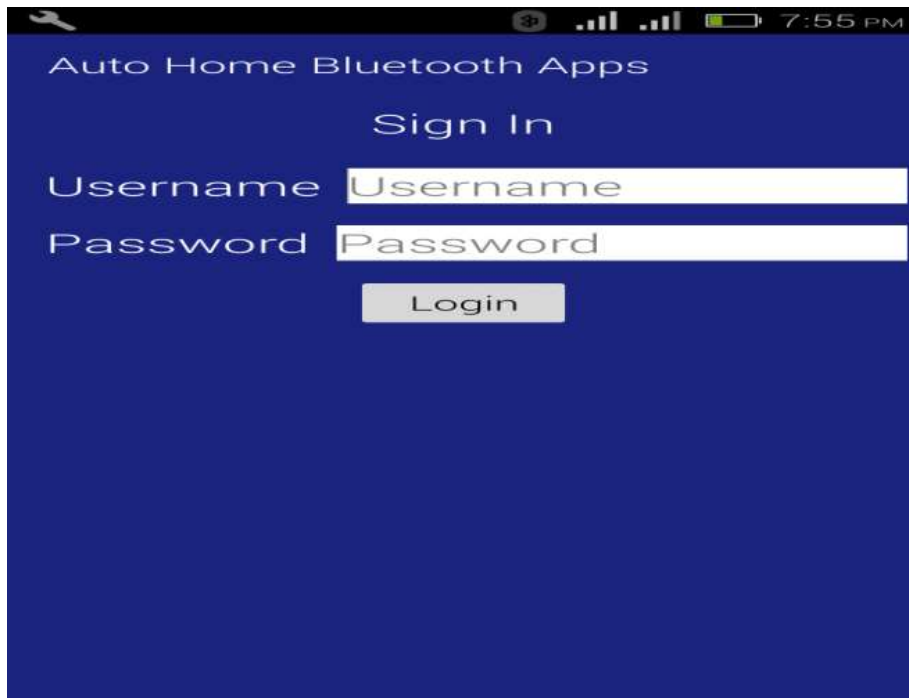 7:55 PM
Auto Home Bluetooth Apps
Sign In
Username Username
Password Password
Login